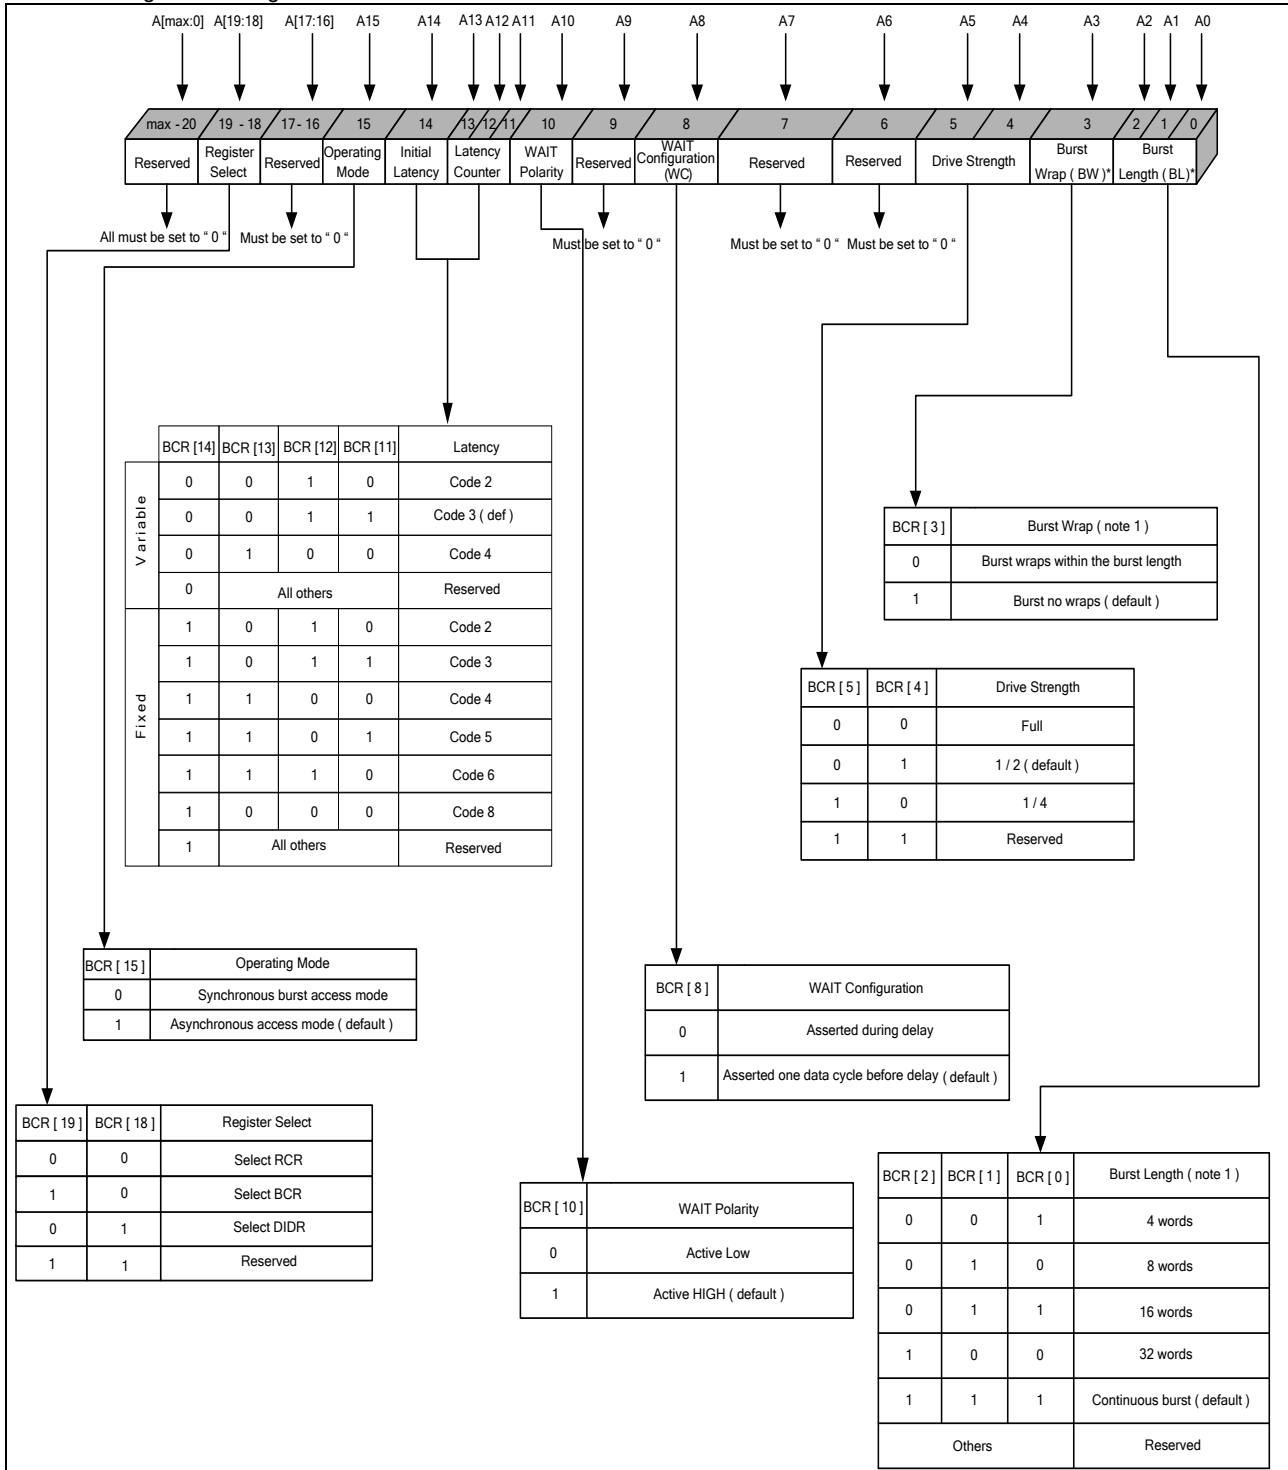 A[max:0] A[19:18] A[17:16] A15 A14 A13 A12 A11 A10 A9 A8 A7 A6 A5 A4 A3 A2 A1 A0
max - 20 19 - 18 17 - 16 15 14 13 12 11 10 9 8 7 6 5 4 3 2 1 0
Reserved
Register
Select
Reserved
Operating
Mode
Initial
Latency
Latency
Counter
WAIT
Polarity
Reserved
WAIT
Configuration
(WC)
Reserved
Reserved
Drive Strength
Burst
Wrap ( BW )*
Burst
Length ( BL)*
All must be set to “ 0 “
Must be set to “ 0 “
Must be set to “ 0 “
Must be set to “ 0 “
Must be set to “ 0 “
BCR [14] BCR [13] BCR [12] BCR [11] Latency
Variable
0 0 1 0 Code 2
0 0 1 1 Code 3 ( def )
0 1 0 0 Code 4
0 All others Reserved
Fixed
1 0 1 0 Code 2
1 0 1 1 Code 3
1 1 0 0 Code 4
1 1 0 1 Code 5
1 1 1 0 Code 6
1 0 0 0 Code 8
1 All others Reserved
BCR [ 3 ] Burst Wrap ( note 1 )
0 Burst wraps within the burst length
1 Burst no wraps ( default )
BCR [ 5 ] BCR [ 4 ] Drive Strength
0 0 Full
0 1 1 / 2 ( default )
1 0 1 / 4
1 1 Reserved
BCR [ 15 ] Operating Mode
0 Synchronous burst access mode
1 Asynchronous access mode ( default )
BCR [ 8 ] WAIT Configuration
0 Asserted during delay
1 Asserted one data cycle before delay ( default )
BCR [ 19 ] BCR [ 18 ] Register Select
0 0 Select RCR
1 0 Select BCR
0 1 Select DIDR
1 1 Reserved
BCR [ 10 ] WAIT Polarity
0 Active Low
1 Active HIGH ( default )
BCR [ 2 ] BCR [ 1 ] BCR [ 0 ] Burst Length ( note 1 )
0 0 1 4 words
0 1 0 8 words
0 1 1 16 words
1 0 0 32 words
1 1 1 Continuous burst ( default )
Others Reserved